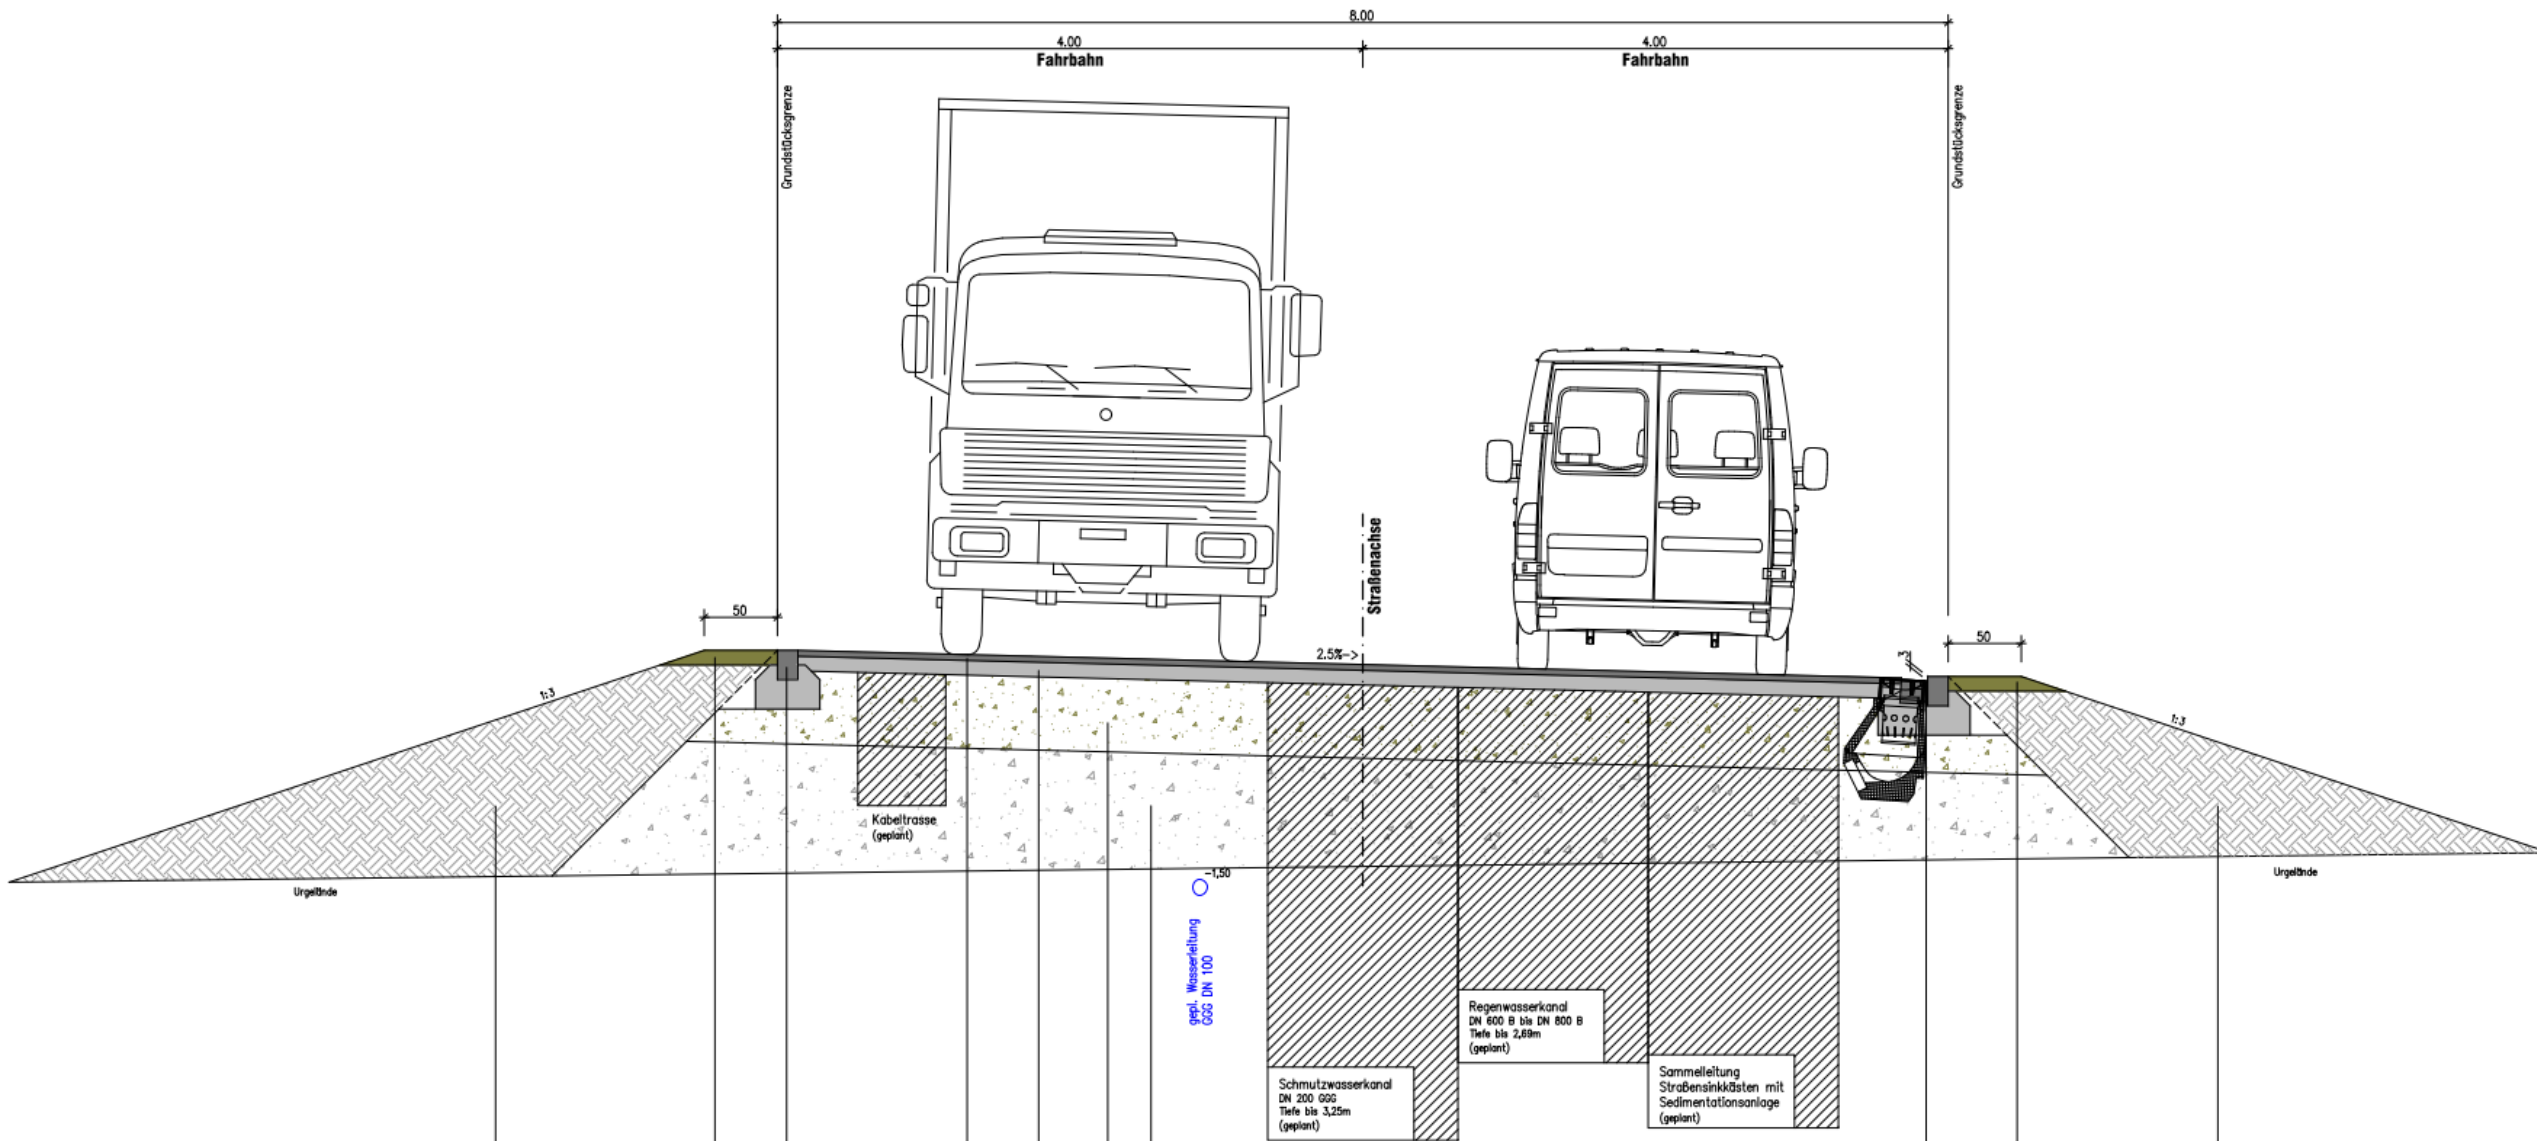 8.00
4.00
4.00
Fahrbahn
Fahrbahn
Grundstücksgrenze
Grundstücksgrenze
Straßenachse
50
50
2.5%->
3
1:3
1:3
Kabeltrasse
(geplant)
-1,50
Urgelände
Urgelände
gepl. Wasserleitung
GGG DN 100
Regenwasserkanal
DN 600 B bis DN 800 B
Tiefe bis 2,69m
(geplant)
Schmutzwasserkanal
DN 200 GGG
Tiefe bis 3,25m
(geplant)
Sammelleitung
Straßensinkkästen mit
Sedimentationsanlage
(geplant)